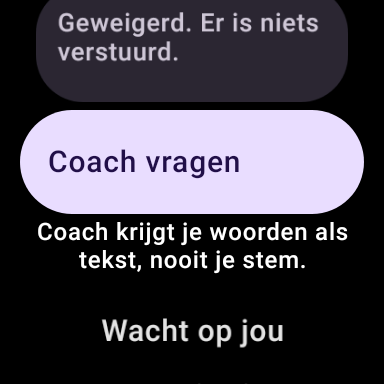 Geweigerd. Er is niets
verstuurd.
Coach vragen
Coach krijgt je woorden als
tekst, nooit je stem.
Wacht op jou